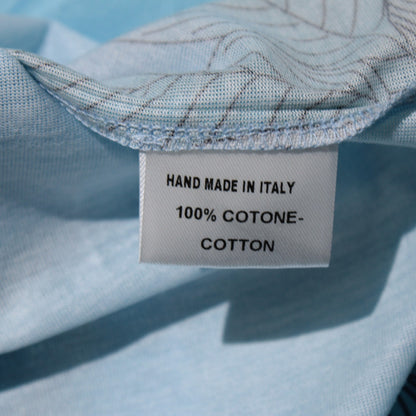 HAND MADE IN ITALY
100% COTONE-
COTTON